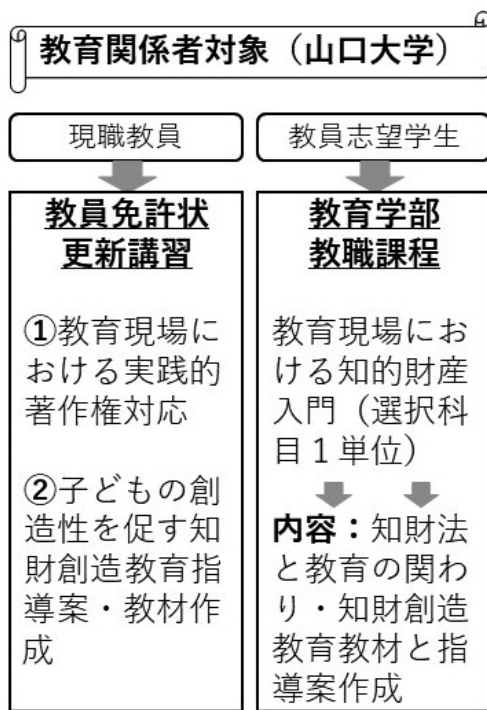 教育関係者対象（山口大学）
現職教員
教員免許状
更新講習
①教育現場に
おける実践的
著作権対応
②子どもの創
造性を促す知
財創造教育指
導案・教材作
成
教員志望学生
教育学部
教職課程
教育現場にお
ける知的財産
入門（選択科
目１単位）
内容：知財法
と教育の関わ
り・知財創造
教育教材と指
導案作成